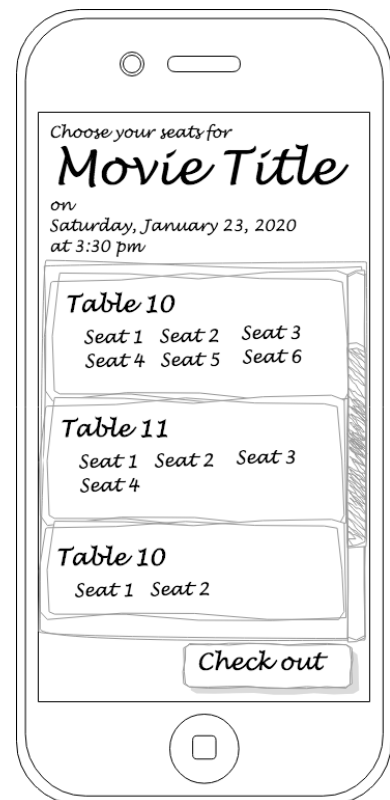 Choose your seats for
Movie Title
on
Saturday, January 23, 2020
at 3:30 pm
Table 10
Seat 1 Seat 2 Seat 3
Seat 4 Seat 5 Seat 6
Table 11
Seat 1 Seat 2 Seat 3
Seat 4
Table 10
Seat 1 Seat 2
Check out